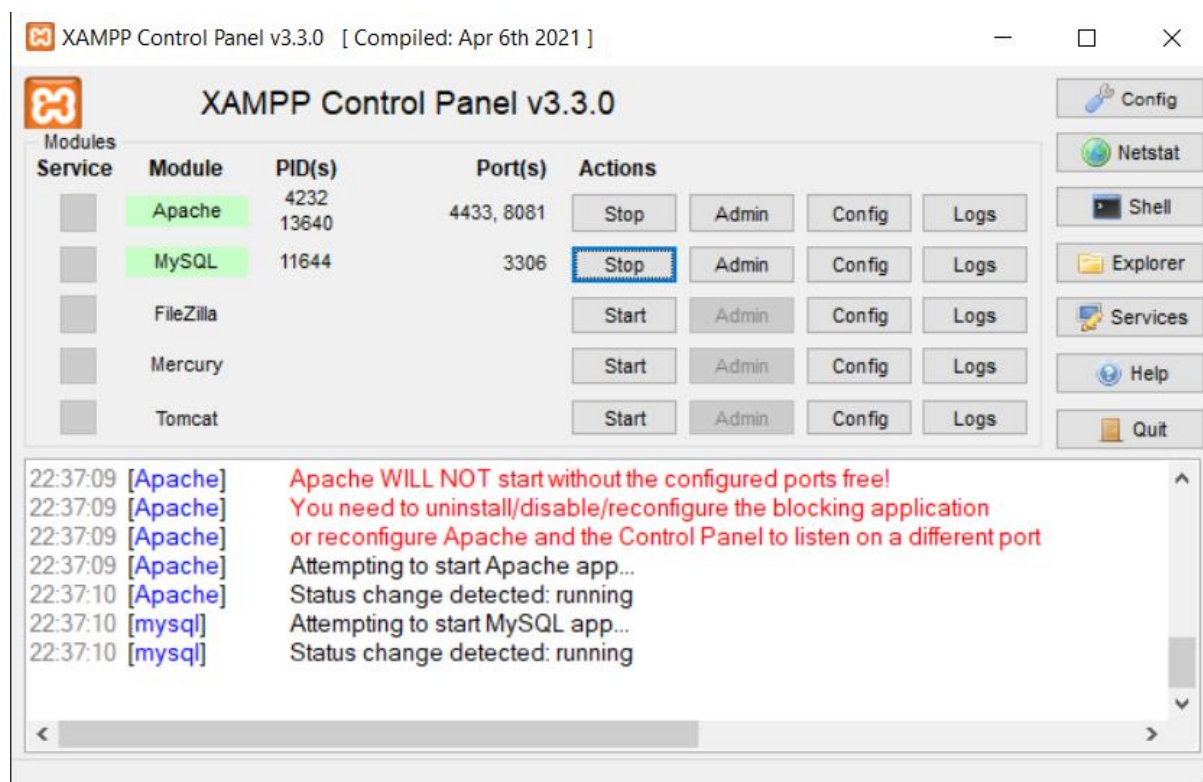 XAMPP Control Panel v3.3.0 [ Compiled: Apr 6th 2021 ]
XAMPP Control Panel v3.3.0
Config
Modules
Service Module PID(s) Port(s) Actions
Netstat
Apache 4232 13640 4433, 8081 Stop Admin Config Logs
Shell
MySQL 11644 3306 Stop Admin Config Logs
Explorer
FileZilla Start Admin Config Logs
Services
Mercury Start Admin Config Logs
Help
Tomcat Start Admin Config Logs
Quit
22:37:09 [Apache] Apache WILL NOT start without the configured ports free!
22:37:09 [Apache] You need to uninstall/disable/reconfigure the blocking application
22:37:09 [Apache] or reconfigure Apache and the Control Panel to listen on a different port
22:37:09 [Apache] Attempting to start Apache app...
22:37:10 [Apache] Status change detected: running
22:37:10 [mysql] Attempting to start MySQL app...
22:37:10 [mysql] Status change detected: running